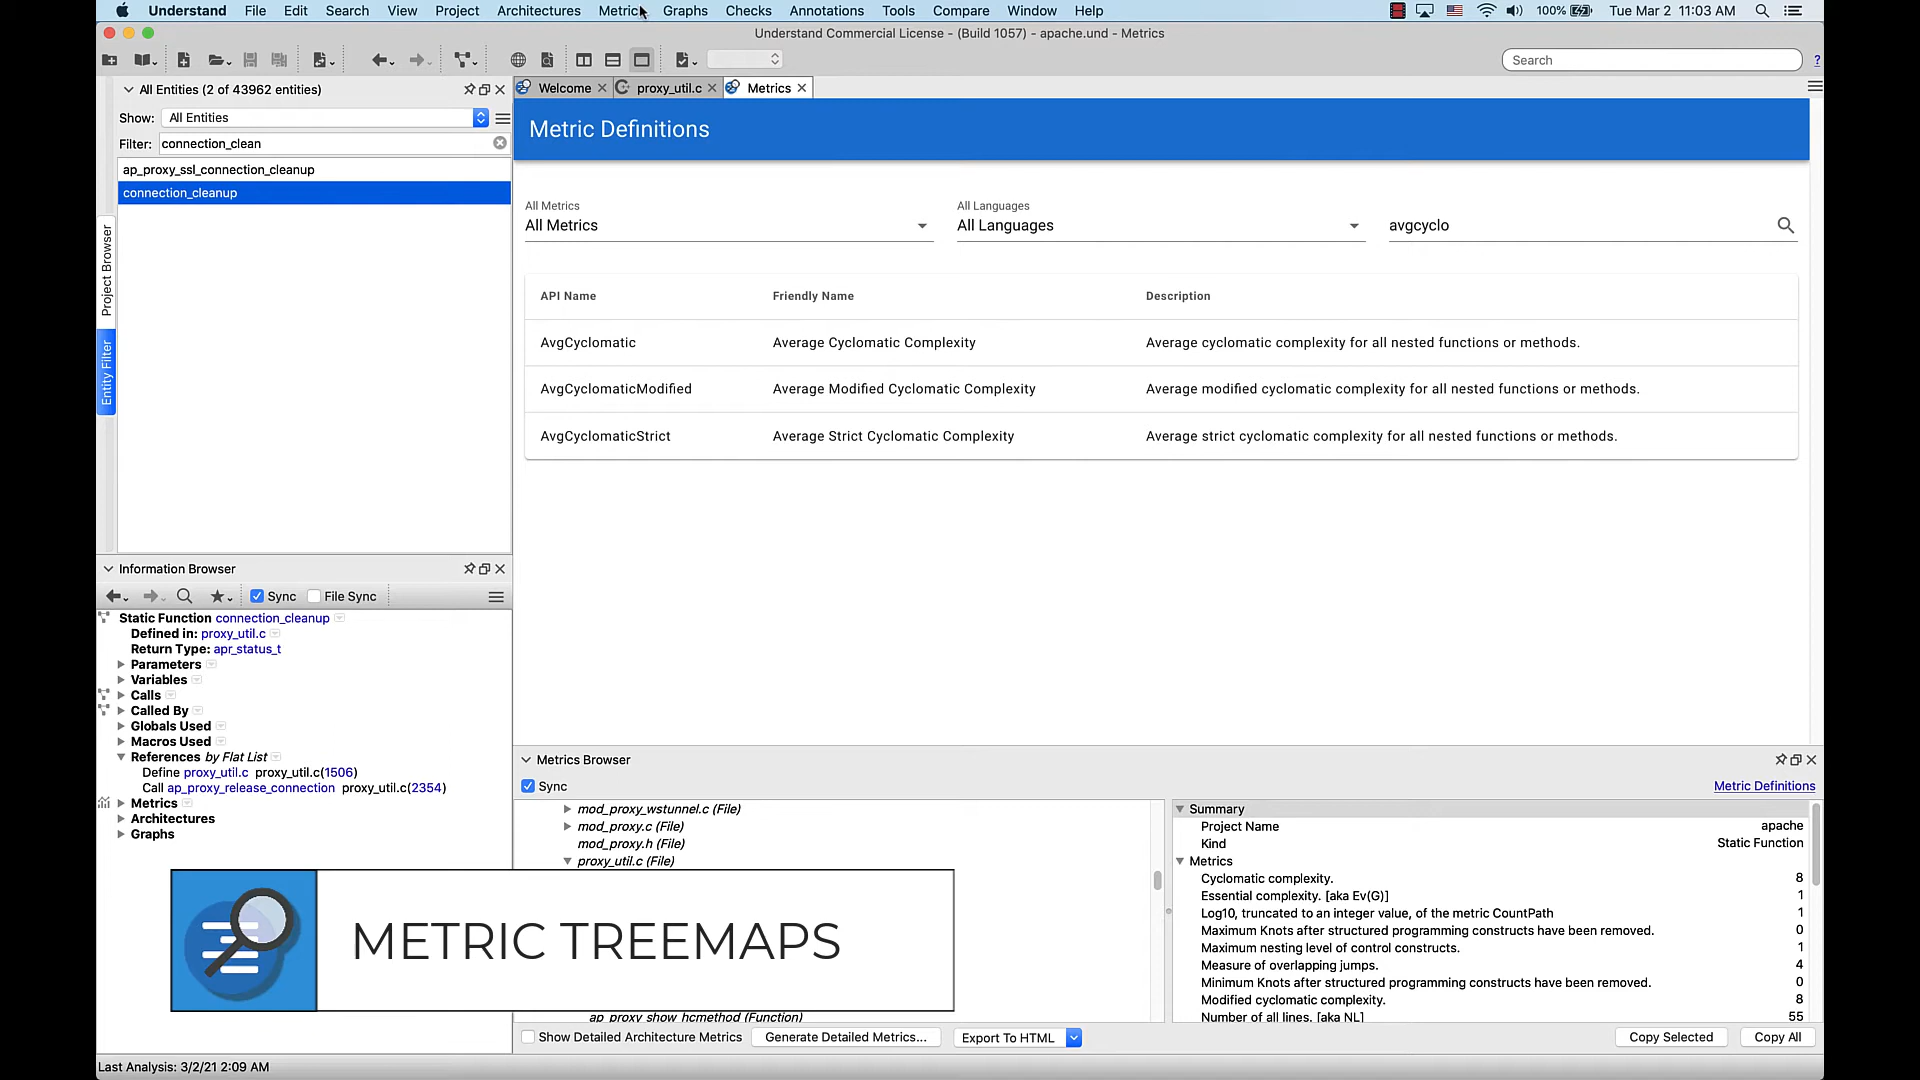 Understand File Edit Search View Project Architectures Metrics Graphs Checks Annotations Tools Compare Window Help 100% Tue Mar 2 11:03 AM
Understand Commercial License - (Build 1057) - apache.und - Metrics
Search ?
All Entities (2 of 43962 entities)
Show: All Entities
Filter: connection_clean
ap_proxy_ssl_connection_cleanup
connection_cleanup
Project Browser
Entity Filter
Welcome proxy_util.c Metrics
Metric Definitions
All Metrics All Languages
All Metrics All Languages avgcyclo
API Name Friendly Name Description
AvgCyclomatic Average Cyclomatic Complexity Average cyclomatic complexity for all nested functions or methods.
AvgCyclomaticModified Average Modified Cyclomatic Complexity Average modified cyclomatic complexity for all nested functions or methods.
AvgCyclomaticStrict Average Strict Cyclomatic Complexity Average strict cyclomatic complexity for all nested functions or methods.
Information Browser
Sync File Sync
Static Function connection_cleanup
Defined in: proxy_util.c
Return Type: apr_status_t
Parameters
Variables
Calls
Called By
Globals Used
Macros Used
References by Flat List
Define proxy_util.c proxy_util.c(1506)
Call ap_proxy_release_connection proxy_util.c(2354)
Metrics
Architectures
Graphs
Metrics Browser
Sync Metric Definitions
mod_proxy_wstunnel.c (File)
mod_proxy.c (File)
mod_proxy.h (File)
proxy_util.c (File)
ap_proxy_show_hcmethod (Function)
Summary
Project Name apache
Kind Static Function
Metrics
Cyclomatic complexity. 8
Essential complexity. [aka Ev(G)] 1
Log10, truncated to an integer value, of the metric CountPath 1
Maximum Knots after structured programming constructs have been removed. 0
Maximum nesting level of control constructs. 1
Measure of overlapping jumps. 4
Minimum Knots after structured programming constructs have been removed. 0
Modified cyclomatic complexity. 8
Number of all lines. [aka NL] 55
METRIC TREEMAPS
Show Detailed Architecture Metrics Generate Detailed Metrics... Export To HTML Copy Selected Copy All
Last Analysis: 3/2/21 2:09 AM